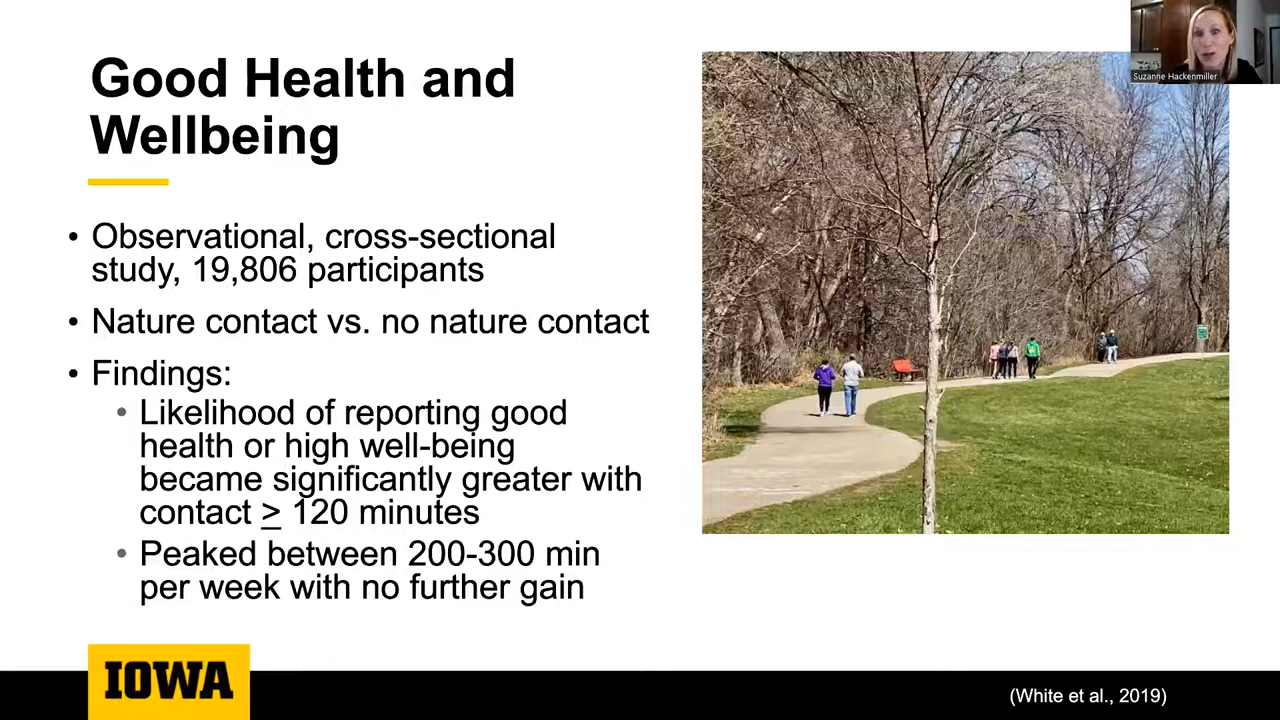 Good Health and
Wellbeing
• Observational, cross-sectional
study, 19,806 participants
• Nature contact vs. no nature contact
• Findings:
• Likelihood of reporting good
health or high well-being
became significantly greater with
contact ≥ 120 minutes
• Peaked between 200-300 min
per week with no further gain
Suzanne Hackenmiller
IOWA
(White et al., 2019)